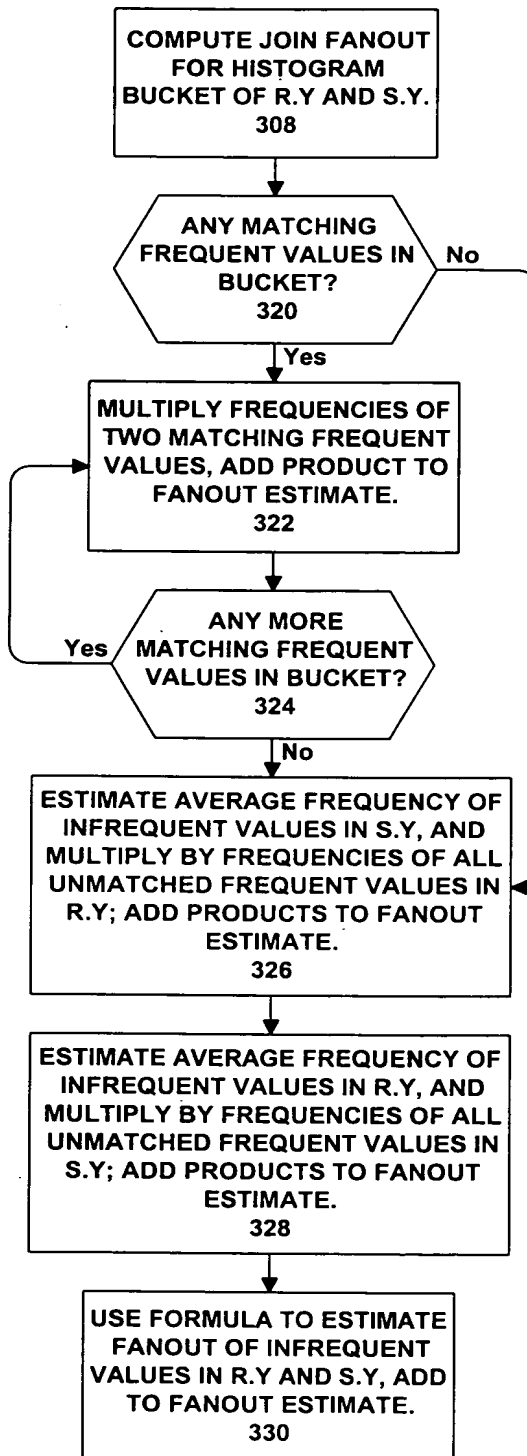 COMPUTE JOIN FANOUT
FOR HISTOGRAM
BUCKET OF R.Y AND S.Y.
308
ANY MATCHING
FREQUENT VALUES IN
BUCKET?
320
No
Yes
MULTIPLY FREQUENCIES OF
TWO MATCHING FREQUENT
VALUES, ADD PRODUCT TO
FANOUT ESTIMATE.
322
ANY MORE
MATCHING FREQUENT
VALUES IN BUCKET?
324
Yes
No
ESTIMATE AVERAGE FREQUENCY OF
INFREQUENT VALUES IN S.Y, AND
MULTIPLY BY FREQUENCIES OF ALL
UNMATCHED FREQUENT VALUES IN
R.Y; ADD PRODUCTS TO FANOUT
ESTIMATE.
326
ESTIMATE AVERAGE FREQUENCY OF
INFREQUENT VALUES IN R.Y, AND
MULTIPLY BY FREQUENCIES OF ALL
UNMATCHED FREQUENT VALUES IN
S.Y; ADD PRODUCTS TO FANOUT
ESTIMATE.
328
USE FORMULA TO ESTIMATE
FANOUT OF INFREQUENT
VALUES IN R.Y AND S.Y, ADD
TO FANOUT ESTIMATE.
330